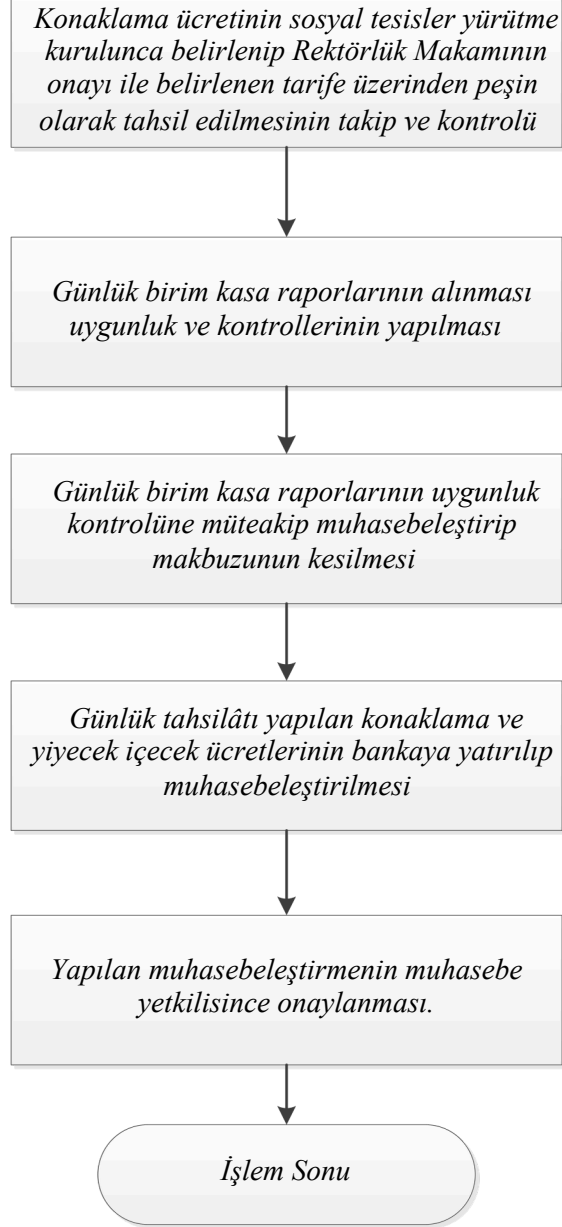 Konaklama ücretinin sosyal tesisler yürütme
kurulunca belirlenip Rektörlük Makamının
onayı ile belirlenen tarife üzerinden peşin
olarak tahsil edilmesinin takip ve kontrolü
Günlük birim kasa raporlarının alınması
uygunluk ve kontrollerinin yapılması
Günlük birim kasa raporlarının uygunluk
kontrolüne müteakip muhasebeleştirip
makbuzunun kesilmesi
Günlük tahsilâtı yapılan konaklama ve
yiyecek içecek ücretlerinin bankaya yatırılıp
muhasebeleştirilmesi
Yapılan muhasebeleştirmenin muhasebe
yetkilisince onaylanması.
İşlem Sonu